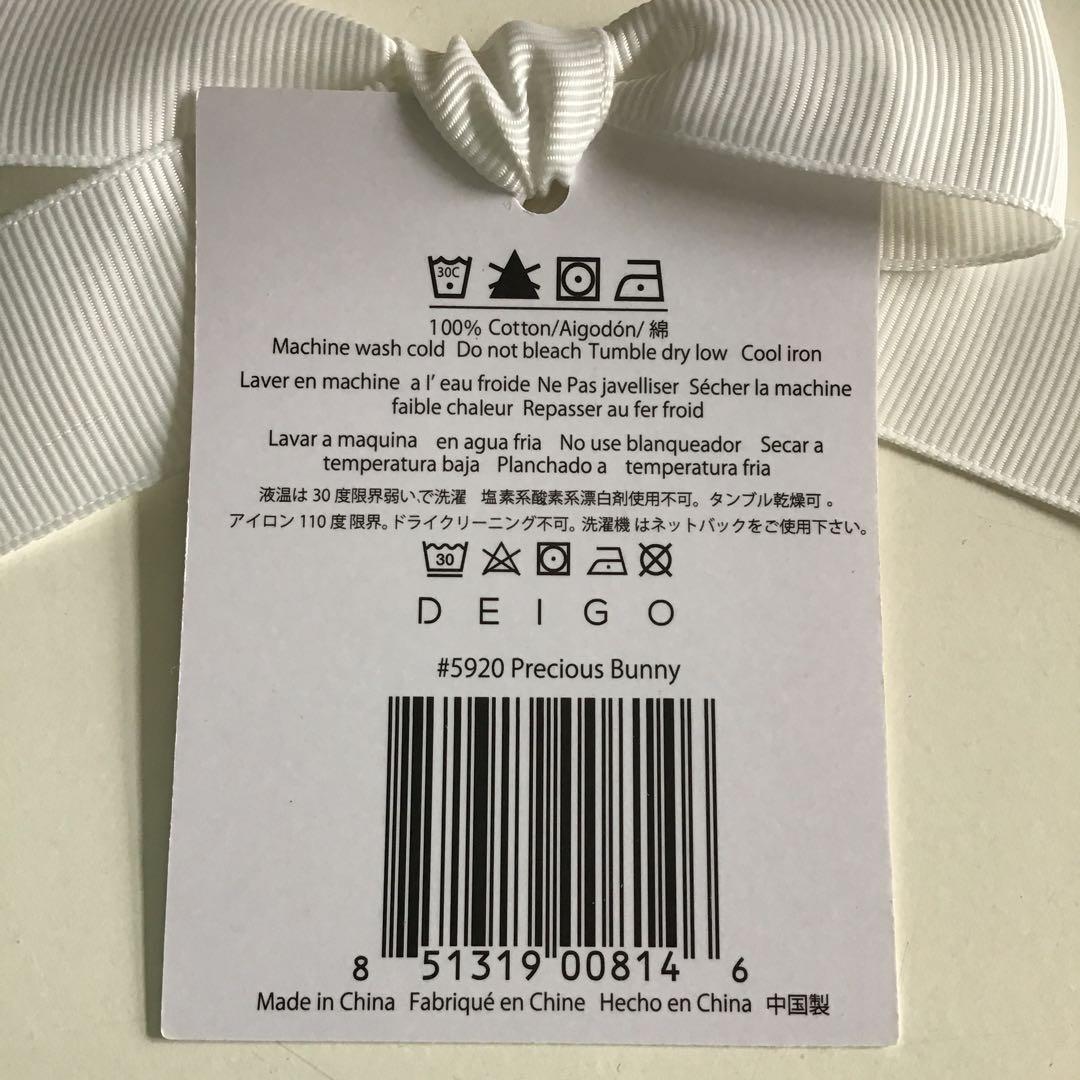 30C
100% Cotton/Aigodón/ 綿
Machine wash cold Do not bleach Tumble dry low Cool iron
Laver en machine a l' eau froide Ne Pas javelliser Sécher la machine
faible chaleur Repasser au fer froid
Lavar a maquina en agua fria No use blanqueador Secar a
temperatura baja Planchado a temperatura fria
液温は 30 度限界弱い、で洗濯 塩素系酸素系漂白剤使用不可。タンブル乾燥可 。
アイロン 110 度限界。ドライクリーニング不可。洗濯機 はネットバックをご使用下さい。
30
DEIGO
#5920 Precious Bunny
8 51319 00814 6
Made in China Fabriqué en Chine Hecho en China 中国製